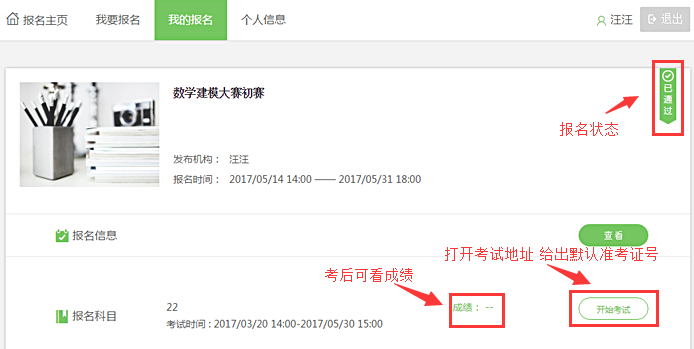 报名主页 我要报名 我的报名 个人信息 汪汪 退出
数学建模大赛初赛
已通过
报名状态
发布机构： 汪汪
报名时间： 2017/05/14 14:00 —— 2017/05/31 18:00
报名信息 查看
打开考试地址 给出默认准考证号
考后可看成绩
报名科目 22 成绩： -- 开始考试
考试时间：2017/03/20 14:00-2017/05/30 15:00